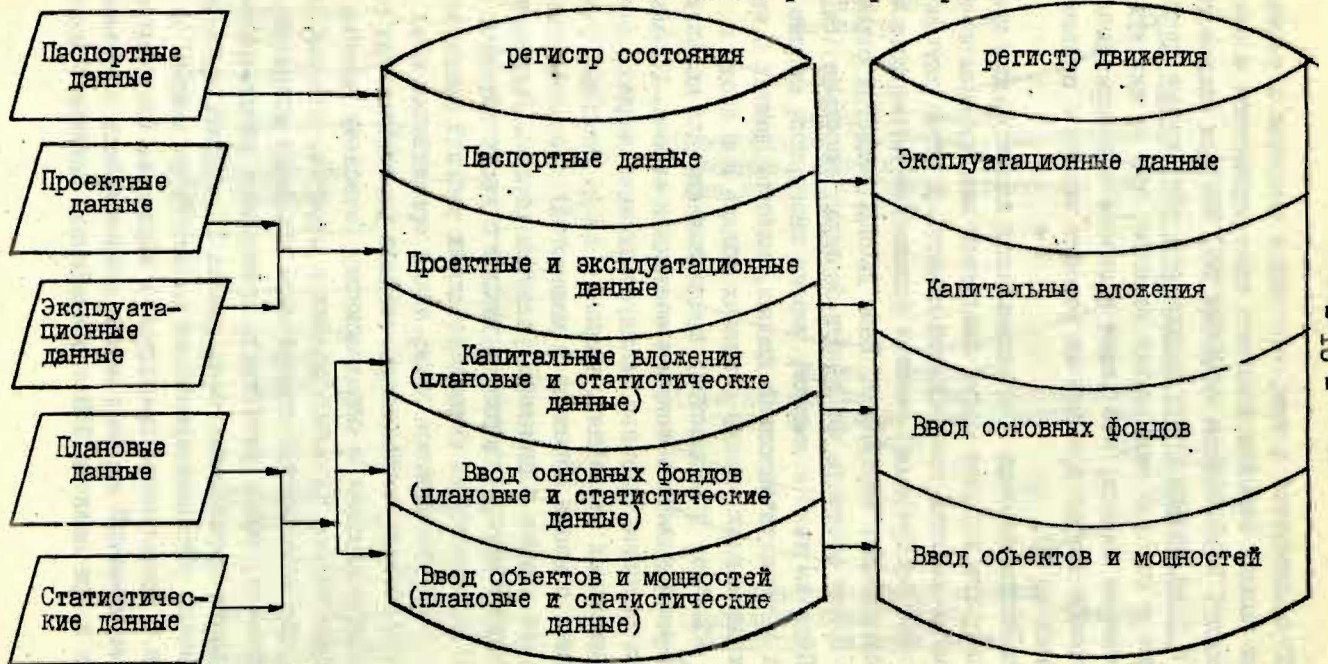 Паспортные
данные
Проектные
данные
Эксплуата-
ционные
данные
Плановые
данные
Статистичес-
кие данные
регистр состояния
Паспортные данные
Проектные и эксплуатационные
данные
Капитальные вложения
(плановые и статистические
данные)
Ввод основных фондов
(плановые и статистические
данные)
Ввод обьектов и мощностей
(плановые и статистические
данные)
регистр движения
Эксплуатационные данные
Капитальные вложения
Ввод основных фондов
Ввод обьектов и мощностей